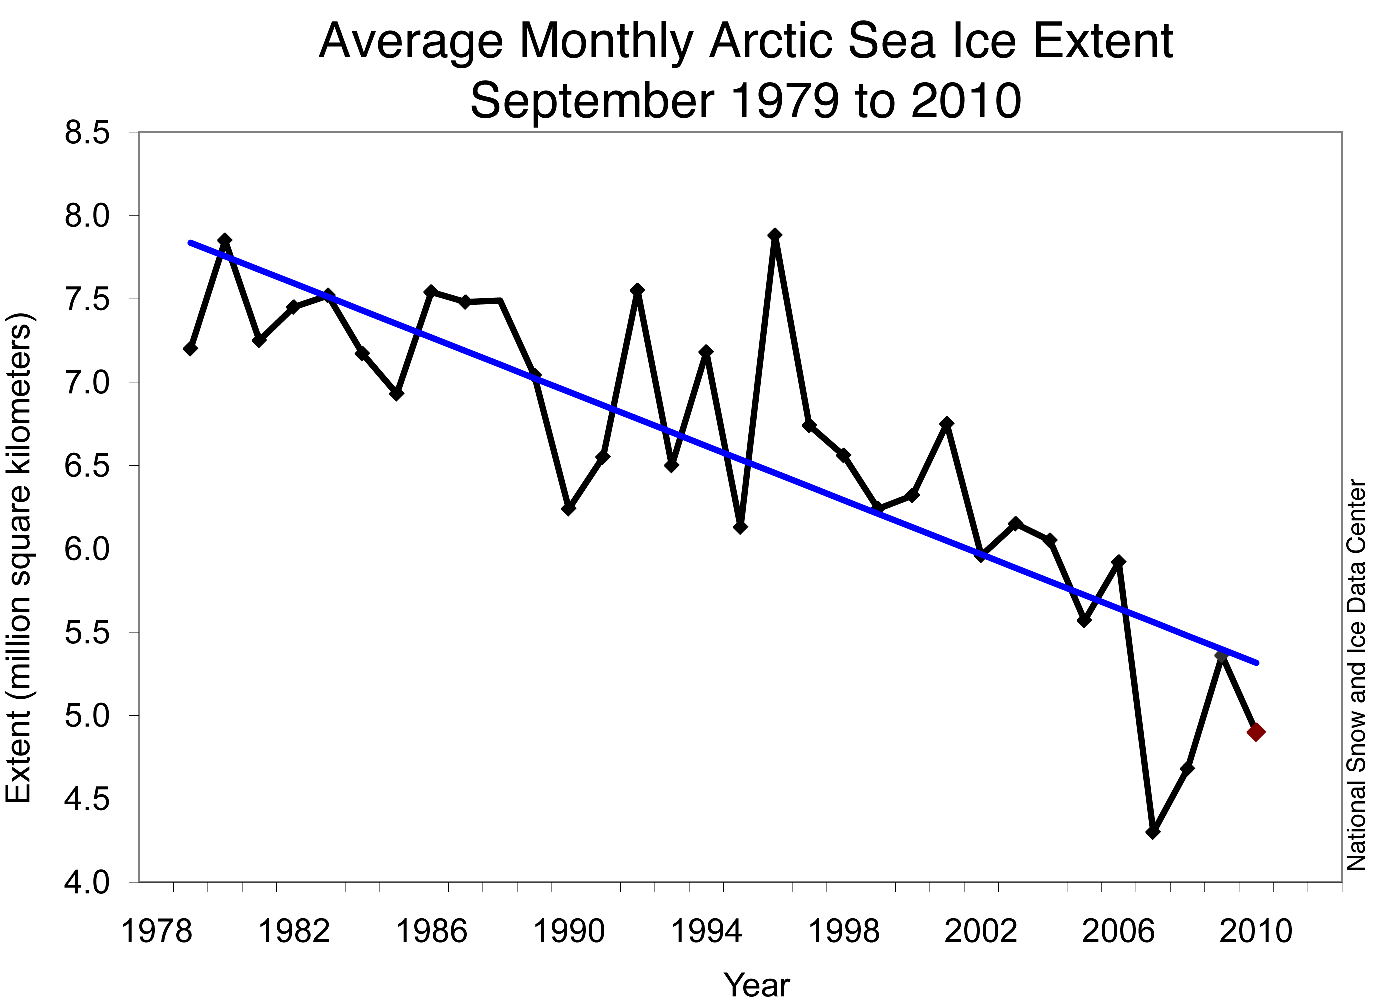 Average Monthly Arctic Sea Ice Extent
September 1979 to 2010
Extent (million square kilometers)
8.5
8.0
7.5
7.0
6.5
6.0
5.5
5.0
4.5
4.0
1978 1982 1986 1990 1994 1998 2002 2006 2010
Year
National Snow and Ice Data Center